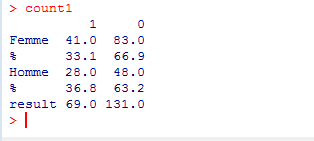 > count1
1 0
Femme 41.0 83.0
% 33.1 66.9
Homme 28.0 48.0
% 36.8 63.2
result 69.0 131.0
>